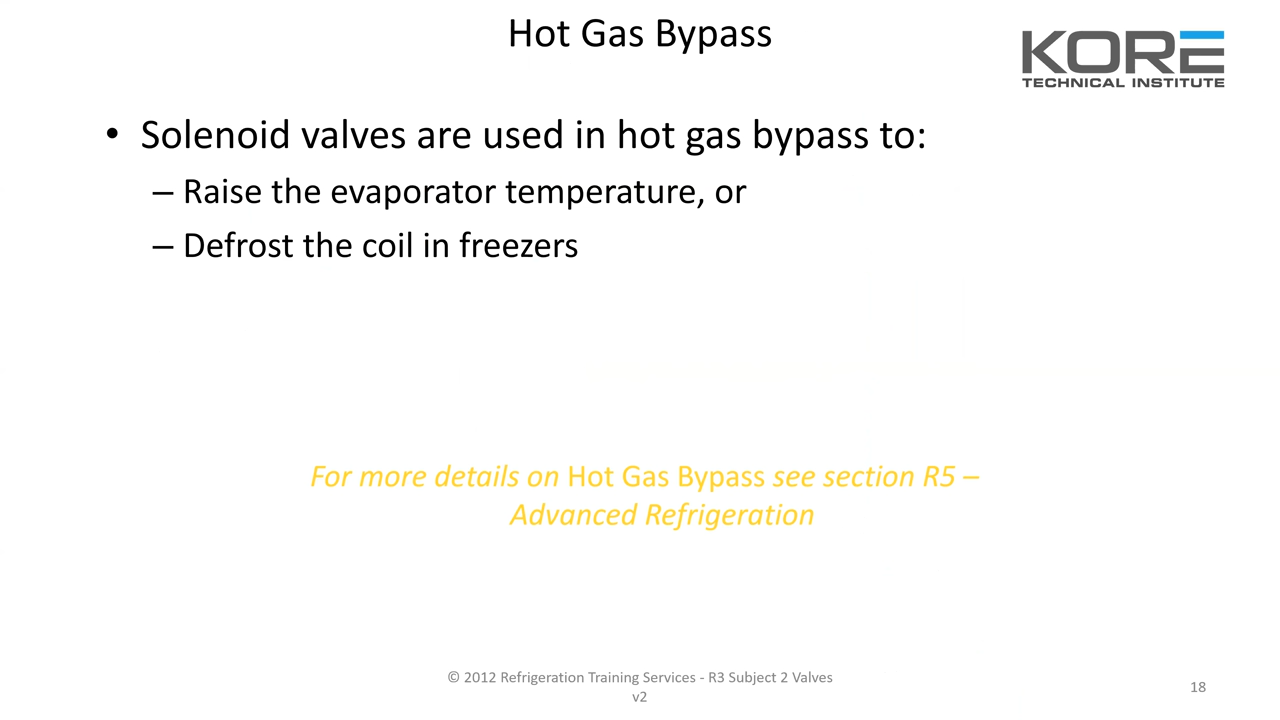 Hot Gas Bypass
KORE
TECHNICAL INSTITUTE
• Solenoid valves are used in hot gas bypass to:
– Raise the evaporator temperature, or
– Defrost the coil in freezers
For more details on Hot Gas Bypass see section R5 –
Advanced Refrigeration
© 2012 Refrigeration Training Services - R3 Subject 2 Valves
v2
18